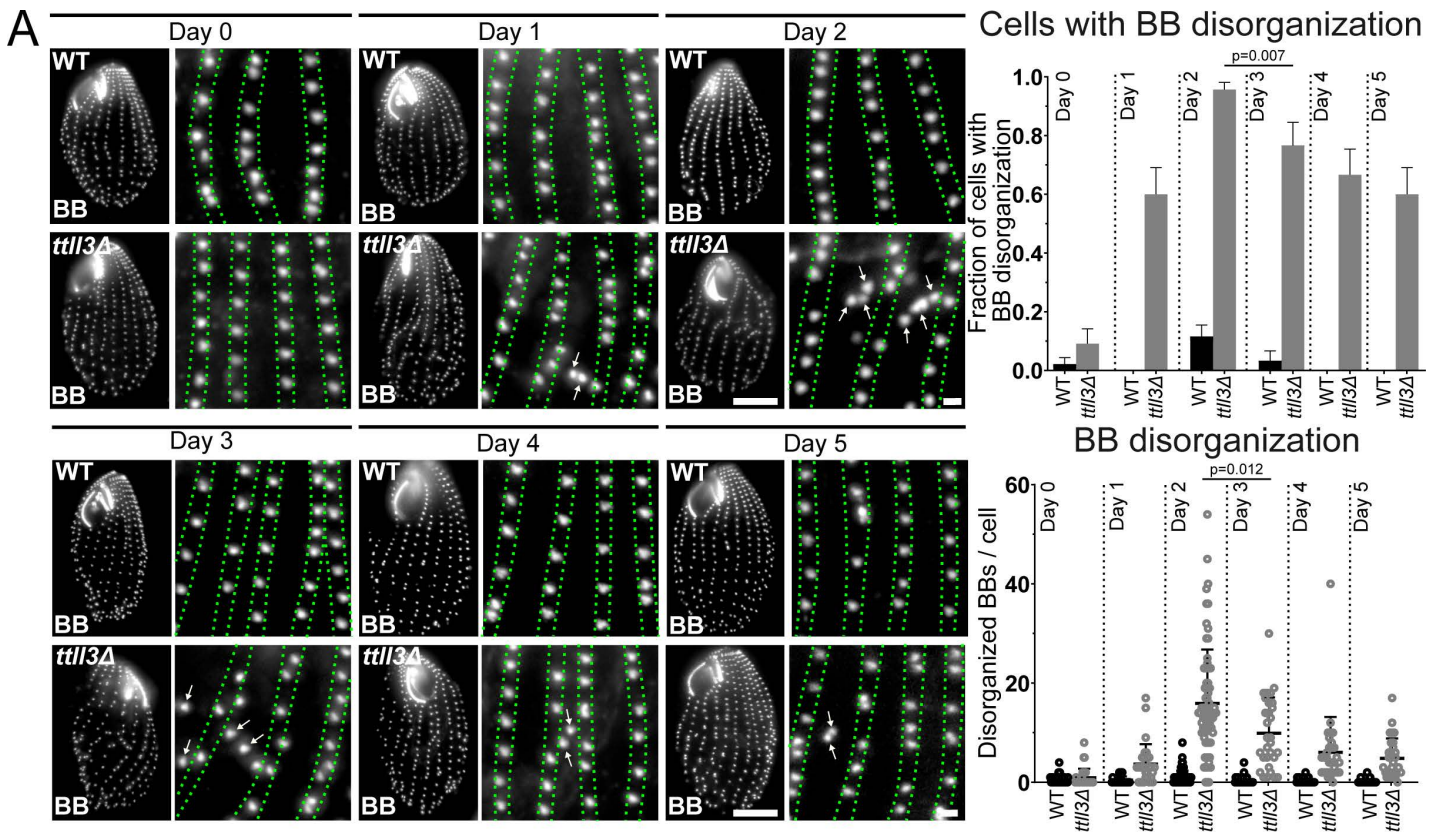 A
Day 0
Day 1
Day 2
WT
BB
WT
BB
WT
BB
ttll3Δ
BB
ttll3Δ
BB
ttll3Δ
BB
Day 3
Day 4
Day 5
WT
BB
WT
BB
WT
BB
ttll3Δ
BB
ttll3Δ
BB
BB
Cells with BB disorganization
p=0.007
Fraction of cells with
BB disorganization
1.0
0.8
0.6
0.4
0.2
0.0
Day 0
Day 1
Day 2
Day 3
Day 4
Day 5
WT
ttll3Δ
WT
ttll3Δ
WT
ttll3Δ
WT
ttll3Δ
WT
ttll3Δ
WT
ttll3Δ
BB disorganization
p=0.012
Disorganized BBs / cell
60
40
20
0
Day 0
Day 1
Day 2
Day 3
Day 4
Day 5
WT
ttll3Δ
WT
ttll3Δ
WT
ttll3Δ
WT
ttll3Δ
WT
ttll3Δ
WT
ttll3Δ